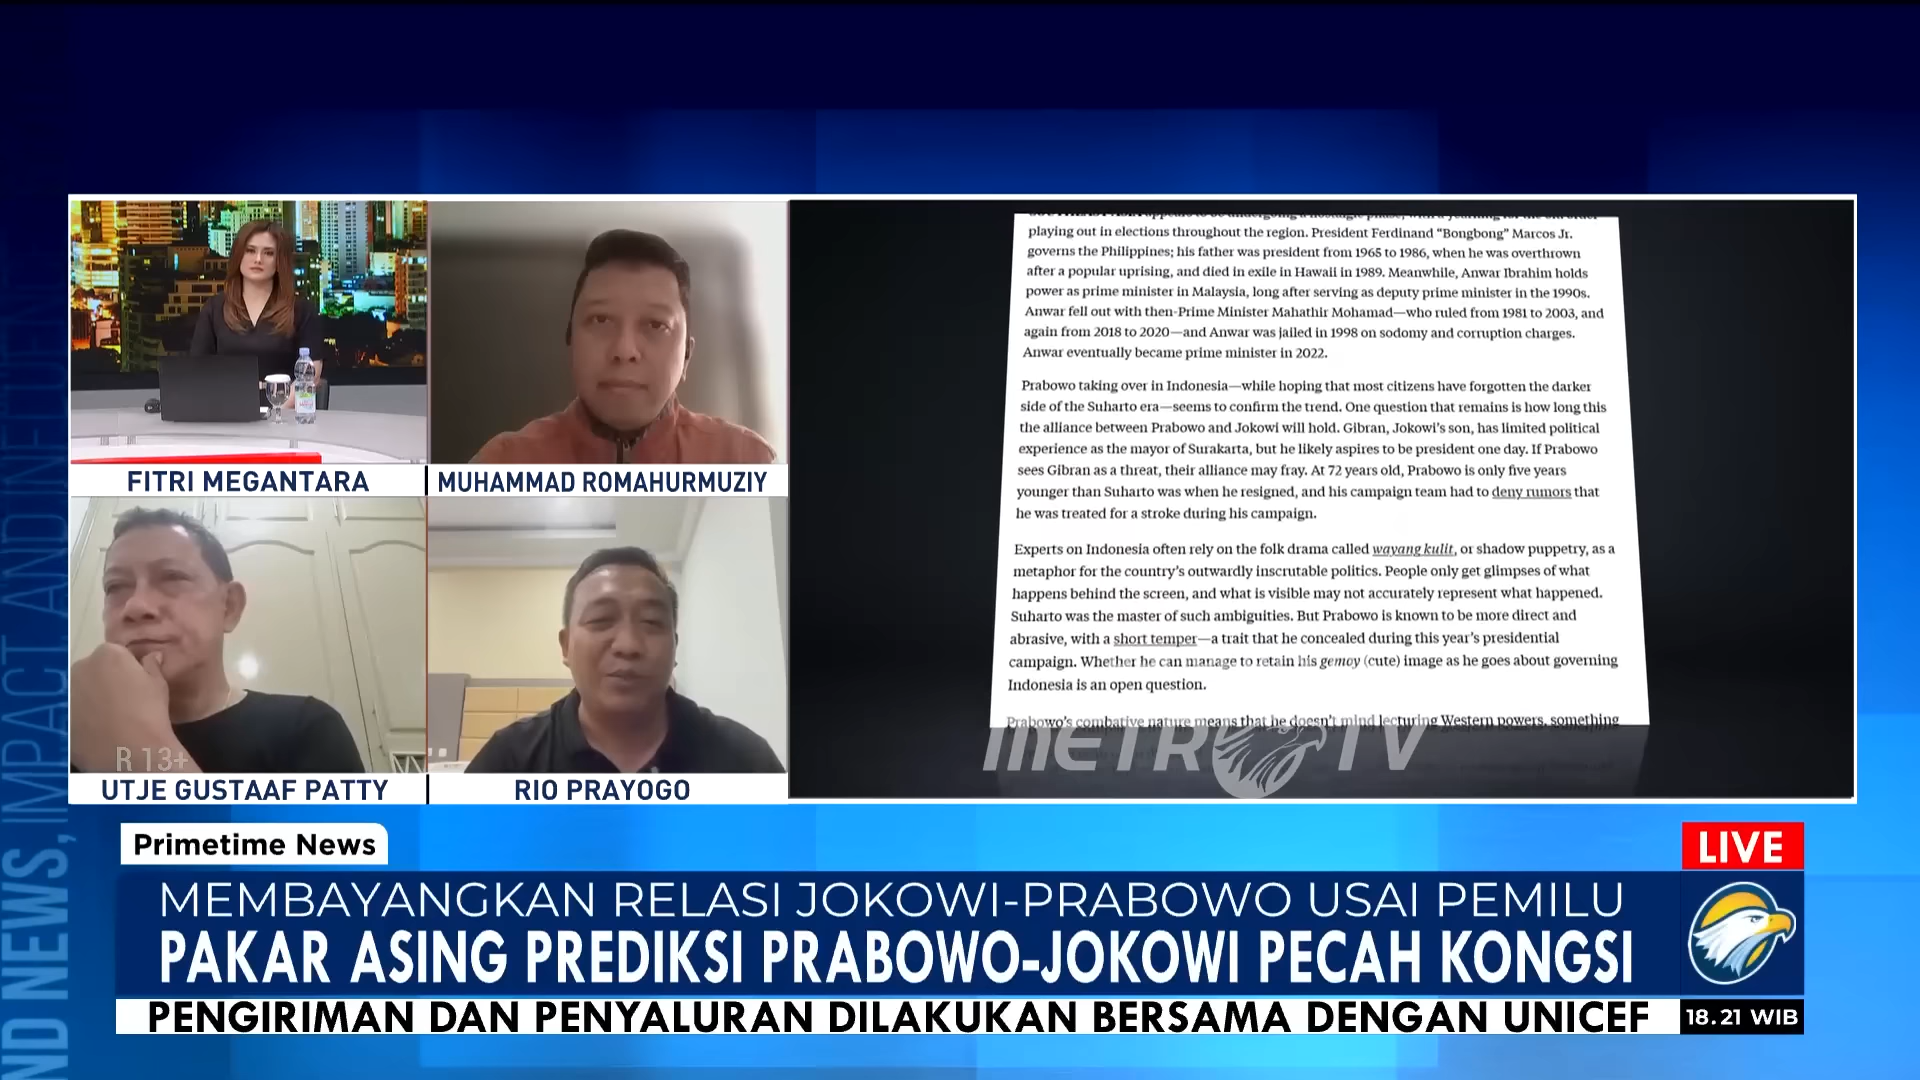 playing out in elections throughout the region. President Ferdinand “Bongbong” Marcos Jr.
governs the Philippines; his father was president from 1965 to 1986, when he was overthrown
after a popular uprising, and died in exile in Hawaii in 1989. Meanwhile, Anwar Ibrahim holds
power as prime minister in Malaysia, long after serving as deputy prime minister in the 1990s.
Anwar fell out with then-Prime Minister Mahathir Mohamad—who ruled from 1981 to 2003, and
again from 2018 to 2020—and Anwar was jailed in 1998 on sodomy and corruption charges.
Anwar eventually became prime minister in 2022.
Prabowo taking over in Indonesia—while hoping that most citizens have forgotten the darker
side of the Suharto era—seems to confirm the trend. One question that remains is how long this
the alliance between Prabowo and Jokowi will hold. Gibran, Jokowi’s son, has limited political
experience as the mayor of Surakarta, but he likely aspires to be president one day. If Prabowo
sees Gibran as a threat, their alliance may fray. At 72 years old, Prabowo is only five years
younger than Suharto was when he resigned, and his campaign team had to deny rumors that
he was treated for a stroke during his campaign.
Experts on Indonesia often rely on the folk drama called wayang kulit, or shadow puppetry, as a
metaphor for the country’s outwardly inscrutable politics. People only get glimpses of what
happens behind the screen, and what is visible may not accurately represent what happened.
Suharto was the master of such ambiguities. But Prabowo is known to be more direct and
abrasive, with a short temper—a trait that he concealed during this year’s presidential
campaign. Whether he can manage to retain his gemoy (cute) image as he goes about governing
Indonesia is an open question.
Prabowo’s combative nature means that he doesn’t mind lecturing Western powers, something
METRO TV
FITRI MEGANTARA
MUHAMMAD ROMAHURMUZIY
R 13+
UTJE GUSTAAF PATTY
RIO PRAYOGO
ND NEWS, IMPACT AND INFLUEN
Primetime News
LIVE
MEMBAYANGKAN RELASI JOKOWI-PRABOWO USAI PEMILU
PAKAR ASING PREDIKSI PRABOWO-JOKOWI PECAH KONGSI
PENGIRIMAN DAN PENYALURAN DILAKUKAN BERSAMA DENGAN UNICEF
18.21 WIB